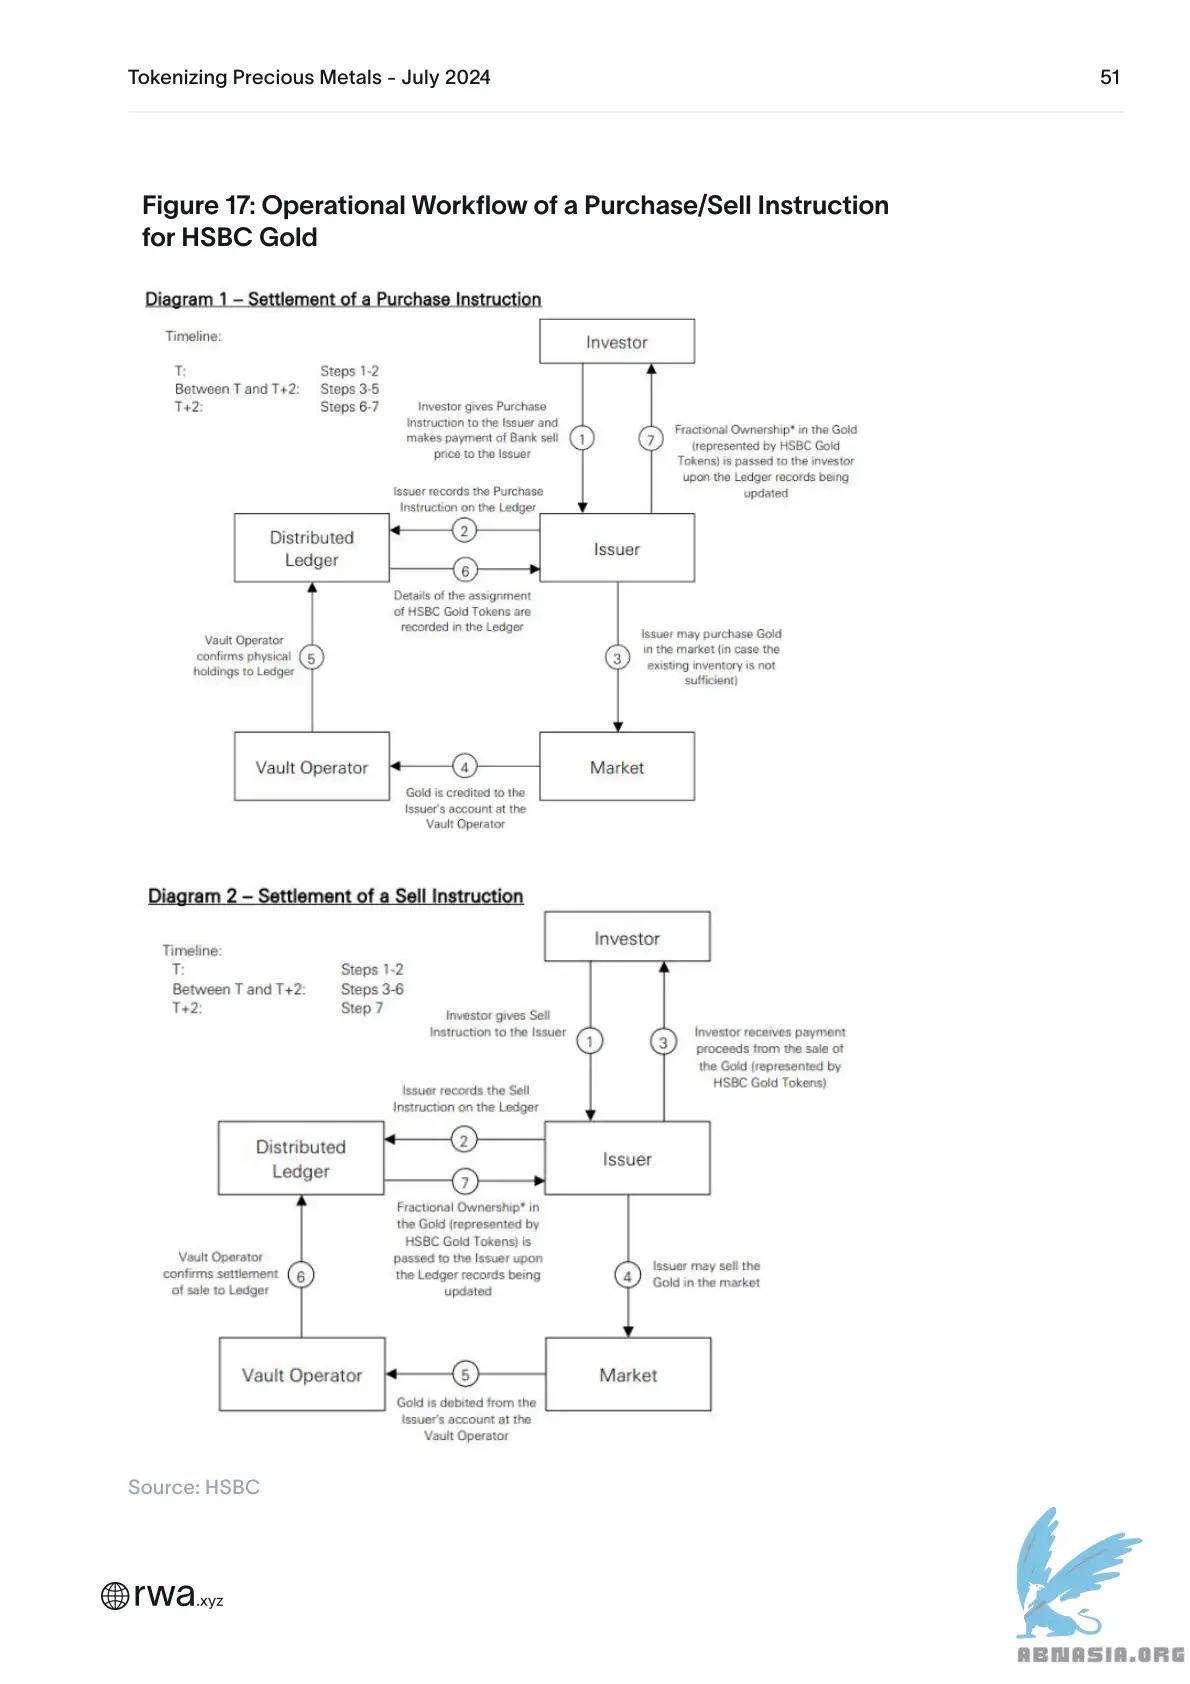 Tokenizing Precious Metals - July 2024
51
Figure 17: Operational Workflow of a Purchase/Sell Instruction
for HSBC Gold
Diagram 1 – Settlement of a Purchase Instruction
Timeline:
T: Steps 1-2
Between T and T+2: Steps 3-5
T+2: Steps 6-7
Investor
Investor gives Purchase
Instruction to the Issuer and
makes payment of Bank sell
price to the Issuer
1
7
Fractional Ownership* in the Gold
(represented by HSBC Gold
Tokens) is passed to the investor
upon the Ledger records being
updated
Issuer records the Purchase
Instruction on the Ledger
2
Distributed
Ledger
Issuer
6
Details of the assignment
of HSBC Gold Tokens are
recorded in the Ledger
Vault Operator
confirms physical
holdings to Ledger
5
3
Issuer may purchase Gold
in the market (in case the
existing inventory is not
sufficient)
Vault Operator
4
Market
Gold is credited to the
Issuer's account at the
Vault Operator
Diagram 2 – Settlement of a Sell Instruction
Timeline:
T: Steps 1-2
Between T and T+2: Steps 3-6
T+2: Step 7
Investor
Investor gives Sell
Instruction to the Issuer
1
3
Investor receives payment
proceeds from the sale of
the Gold (represented by
HSBC Gold Tokens)
Issuer records the Sell
Instruction on the Ledger
2
Distributed
Ledger
Issuer
7
Fractional Ownership* in
the Gold (represented by
HSBC Gold Tokens) is
passed to the Issuer upon
the Ledger records being
updated
Vault Operator
confirms settlement
of sale to Ledger
6
4
Issuer may sell the
Gold in the market
Vault Operator
5
Market
Gold is debited from the
Issuer's account at the
Vault Operator
Source: HSBC
rwa.xyz
ABNASIA.ORG